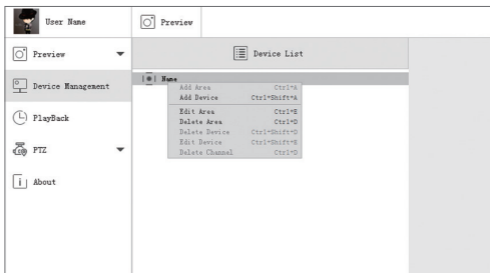 User Name
Preview
Preview
Device List
Device Management
Name
Add Area Ctrl+A
Add Device Ctrl+Shift+A
Edit Area Ctrl+E
Delete Area Ctrl+D
Delete Device Ctrl+Shift+D
Edit Device Ctrl+Shift+E
Delete Channel Ctrl+D
PlayBack
PTZ
About